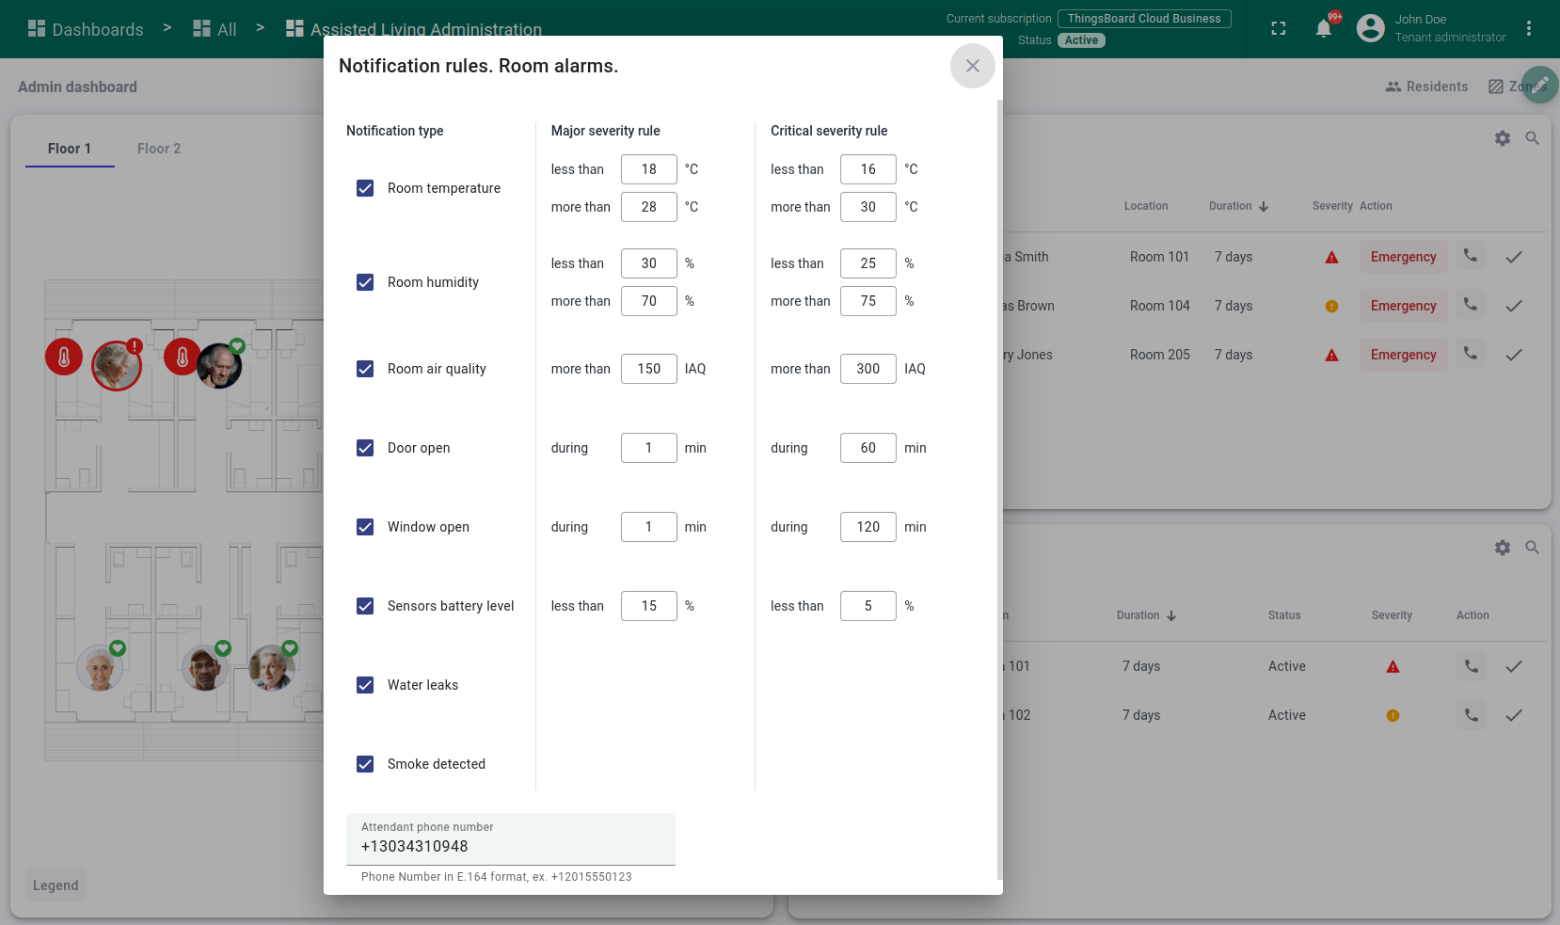 Dashboards > All > Assisted Living Administration
Current subscription ThingsBoard Cloud Business
Status Active
99+
John Doe
Tenant administrator
Admin dashboard
Residents
Floor 1 Floor 2
Legend
Notification rules. Room alarms.
Notification type Major severity rule Critical severity rule
Room temperature
less than 18 °C less than 16 °C
more than 28 °C more than 30 °C
Room humidity
less than 30 % less than 25 %
more than 70 % more than 75 %
Room air quality more than 150 IAQ more than 300 IAQ
Door open during 1 min during 60 min
Window open during 1 min during 120 min
Sensors battery level less than 15 % less than 5 %
Water leaks
Smoke detected
Attendant phone number
+13034310948
Phone Number in E.164 format, ex. +12015550123
Location Duration Severity Action
a Smith Room 101 7 days Emergency
as Brown Room 104 7 days Emergency
ry Jones Room 205 7 days Emergency
Duration Status Severity Action
101 7 days Active
102 7 days Active